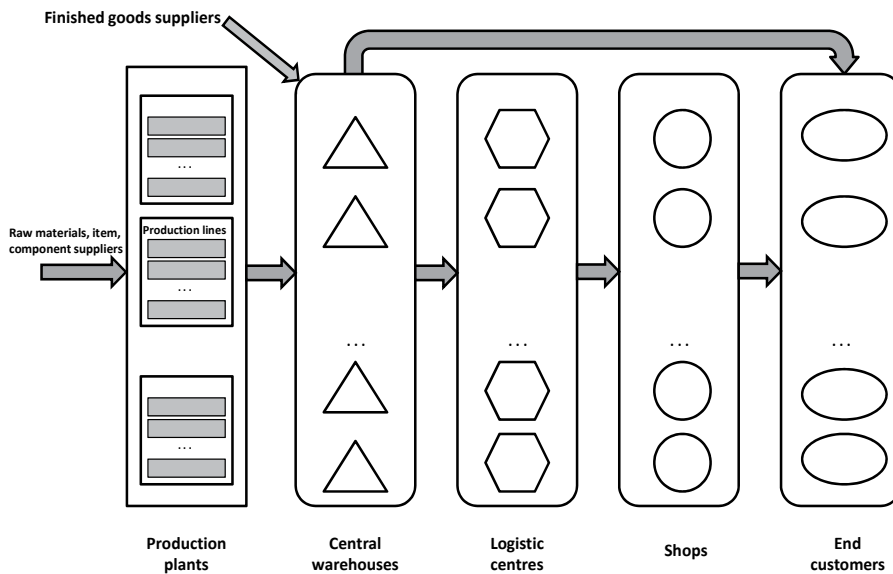 Finished goods suppliers
...
Raw materials, item,
component suppliers
Production lines
...
...
...
...
...
...
Production
plants
Central
warehouses
Logistic
centres
Shops
End
customers